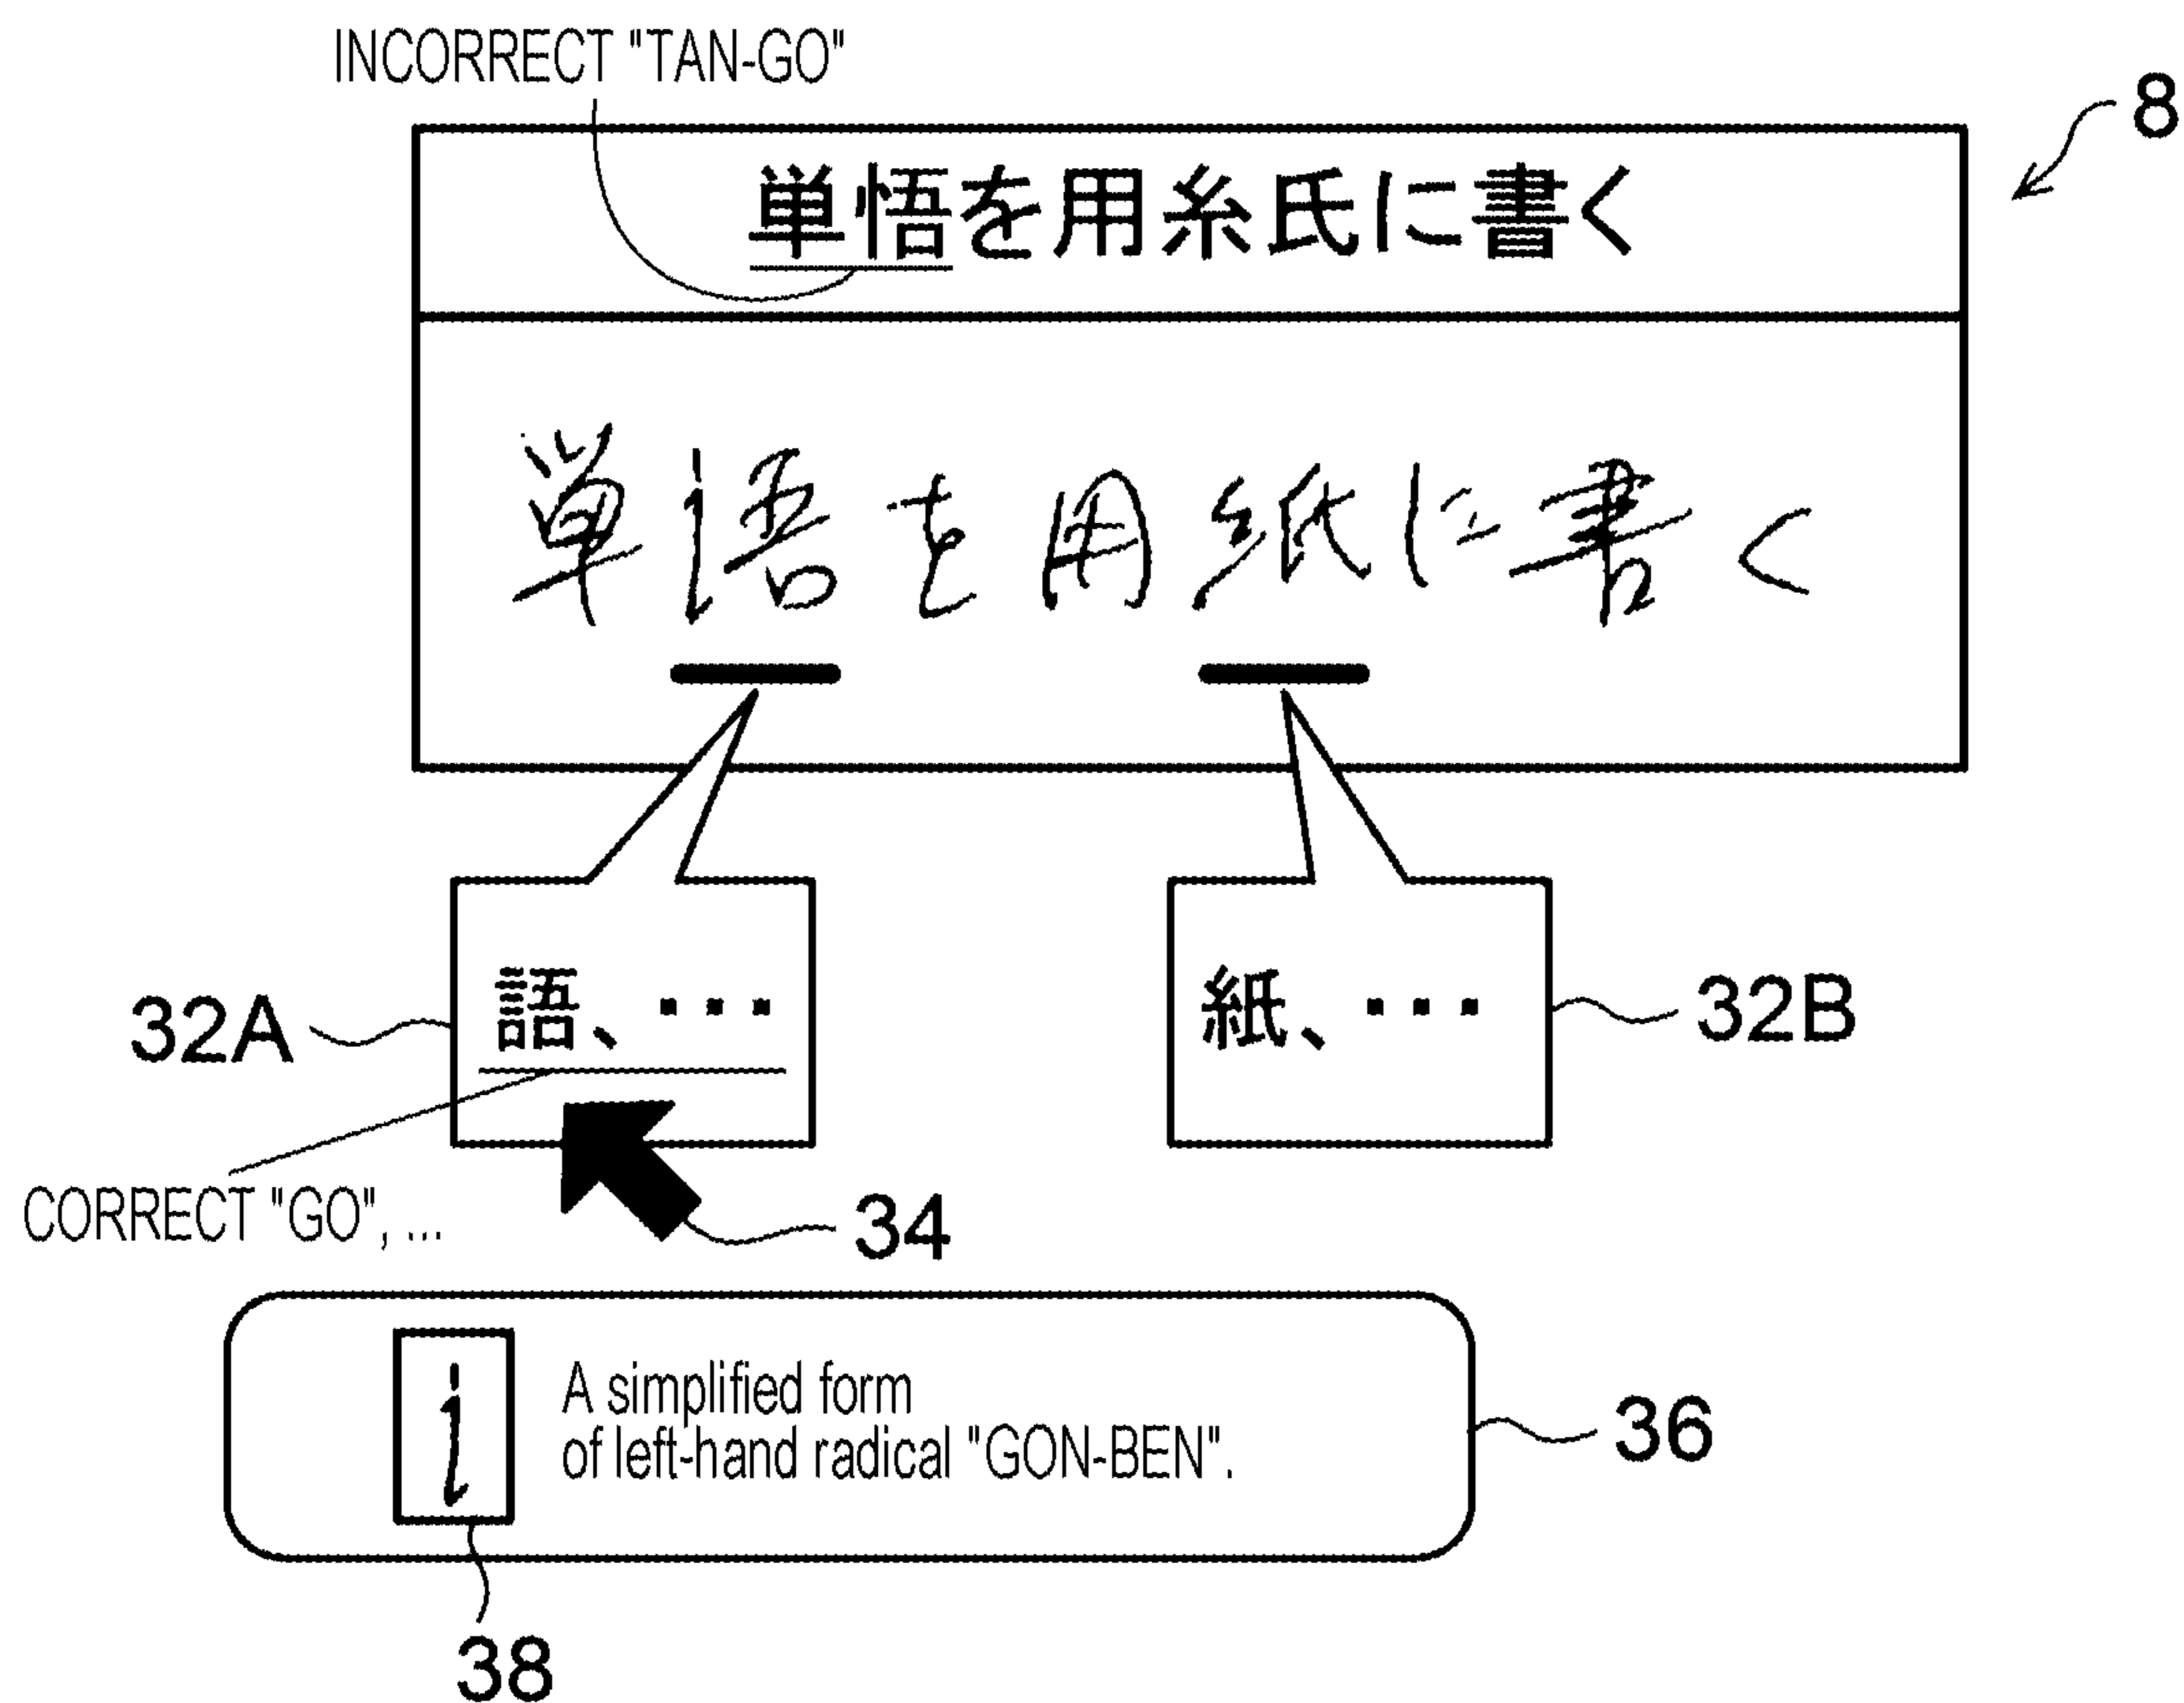 INCORRECT "TAN-GO"
8
単悟を用糸氏に書く
単語を用紙に書く
32A
語、・・・
紙、・・・
32B
CORRECT "GO", ...
34
A simplified form
of left-hand radical "GON-BEN".
36
38